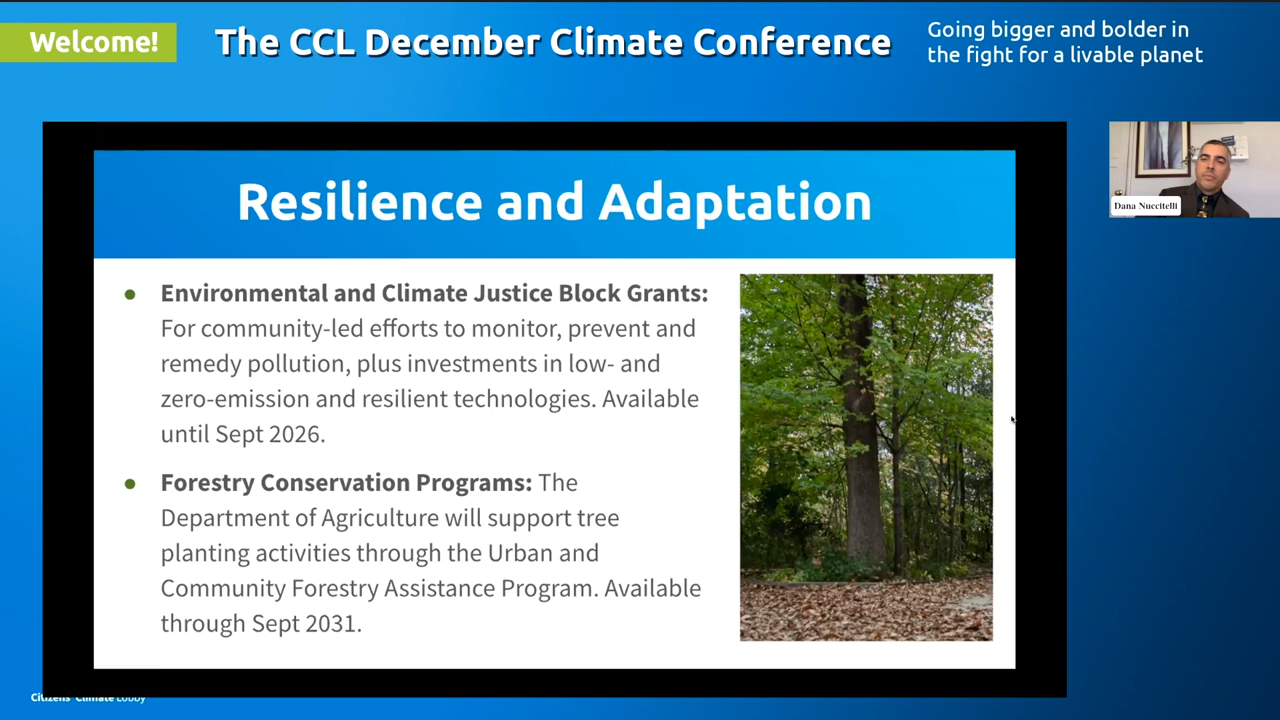 Welcome!
The CCL December Climate Conference
Going bigger and bolder in
the fight for a livable planet
Resilience and Adaptation
● Environmental and Climate Justice Block Grants:
For community-led efforts to monitor, prevent and
remedy pollution, plus investments in low- and
zero-emission and resilient technologies. Available
until Sept 2026.
● Forestry Conservation Programs: The
Department of Agriculture will support tree
planting activities through the Urban and
Community Forestry Assistance Program. Available
through Sept 2031.
Dana Nuccitelli
Citizens' Climate Lobby